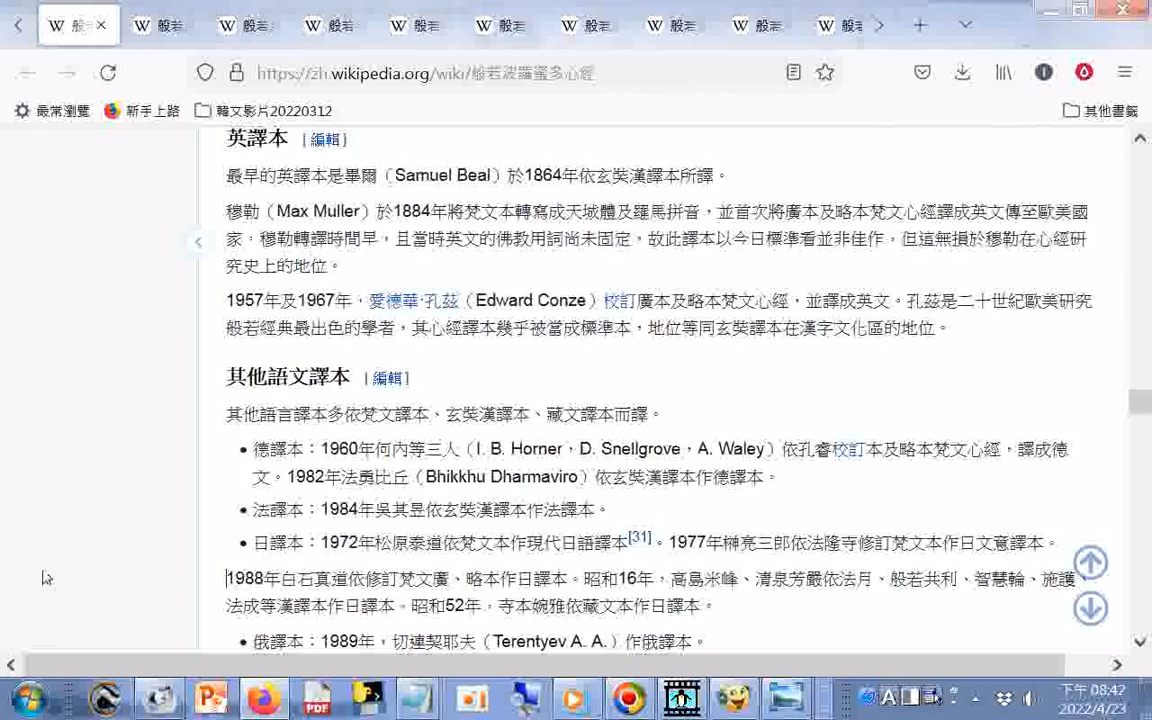 般若
般若
般若
般若
般若
般若
般若
般若
般若
般若
https://zh.wikipedia.org/wiki/般若波羅蜜多心經
最常瀏覽
新手上路
韓文影片20220312
其他書籤
英譯本 [編輯]
最早的英譯本是畢爾（Samuel Beal）於1864年依玄奘漢譯本所譯。
穆勒（Max Muller）於1884年將梵文本轉寫成天城體及羅馬拼音，並首次將廣本及略本梵文心經譯成英文傳至歐美國
家。穆勒轉譯時間早，且當時英文的佛教用詞尚未固定，故此譯本以今日標準看並非佳作，但這無損於穆勒在心經研
究史上的地位。
1957年及1967年，愛德華·孔茲（Edward Conze）校訂廣本及略本梵文心經，並譯成英文。孔茲是二十世紀歐美研究
般若經典最出色的學者，其心經譯本幾乎被當成標準本，地位等同玄奘譯本在漢字文化區的地位。
其他語文譯本 [編輯]
其他語言譯本多依梵文譯本、玄奘漢譯本、藏文譯本而譯。
• 德譯本：1960年何內等三人（I. B. Horner，D. Snellgrove，A. Waley）依孔睿校訂本及略本梵文心經，譯成德
文。1982年法勇比丘（Bhikkhu Dharmaviro）依玄奘漢譯本作德譯本。
• 法譯本：1984年吳其昱依玄奘漢譯本作法譯本。
• 日譯本：1972年松原泰道依梵文本作現代日語譯本[31]。1977年榊亮三郎依法隆寺修訂梵文本作日文意譯本。
1988年白石真道依修訂梵文廣、略本作日譯本。昭和16年，高島米峰、清泉芳嚴依法月、般若共利、智慧輪、施護
法成等漢譯本作日譯本。昭和52年，寺本婉雅依藏文本作日譯本。
• 俄譯本：1989年，切連契耶夫（Terentyev A. A.）作俄譯本。
PDF
A
下午 08:42
2022/4/23